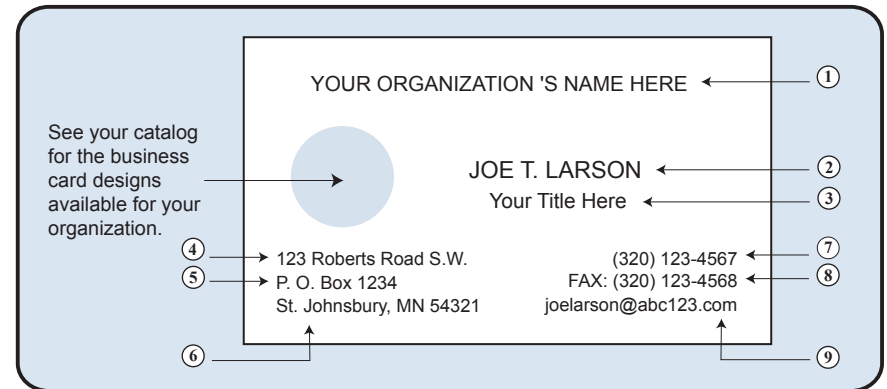 YOUR ORGANIZATION 'S NAME HERE
1
See your catalog
for the business
card designs
available for your
organization.
JOE T. LARSON
2
Your Title Here
3
4
123 Roberts Road S.W.
5
P. O. Box 1234
St. Johnsbury, MN 54321
6
(320) 123-4567
7
FAX: (320) 123-4568
8
joelarson@abc123.com
9